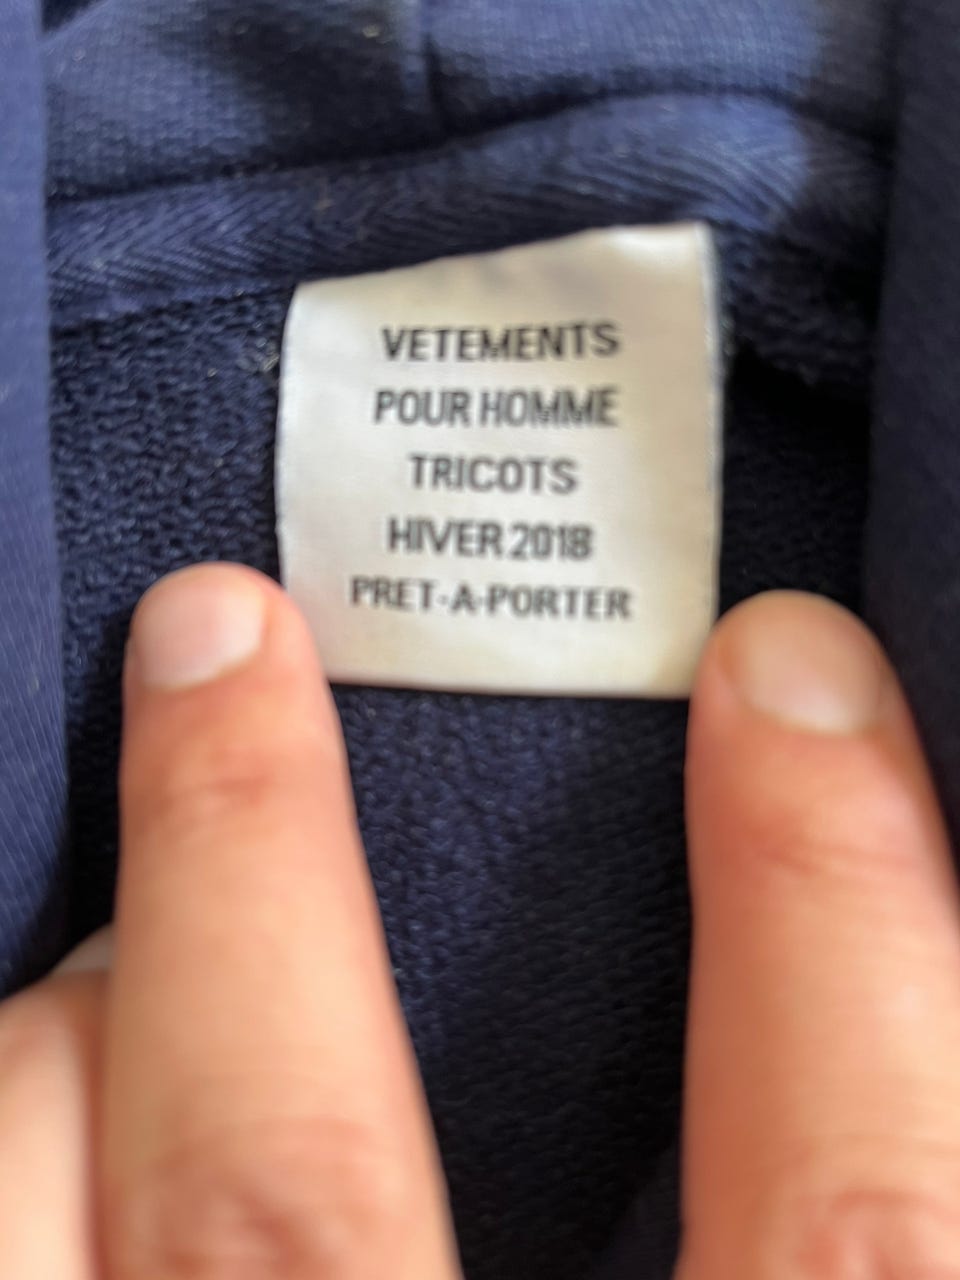 VETEMENTS
POUR HOMME
TRICOTS
HIVER 2018
PRET-A-PORTER